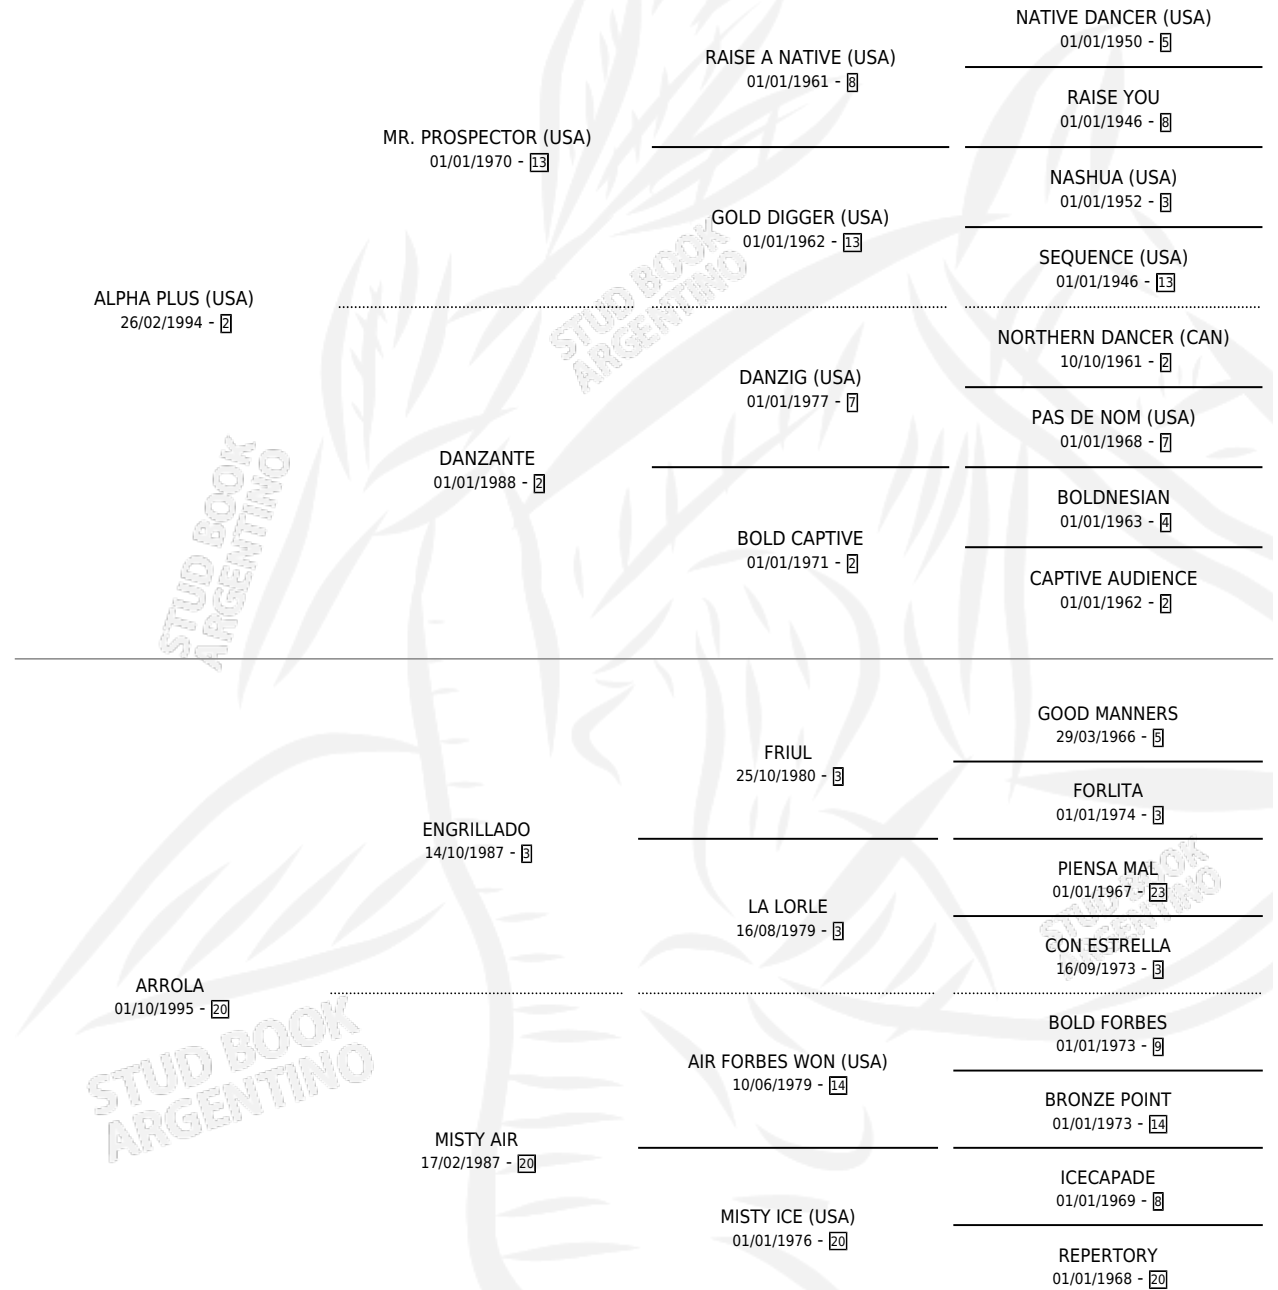 NATIVE DANCER (USA)
01/01/1950 - 5
RAISE A NATIVE (USA)
01/01/1961 - 8
RAISE YOU
01/01/1946 - 8
MR. PROSPECTOR (USA)
01/01/1970 - 13
NASHUA (USA)
01/01/1952 - 3
GOLD DIGGER (USA)
01/01/1962 - 13
SEQUENCE (USA)
01/01/1946 - 13
ALPHA PLUS (USA)
26/02/1994 - 2
STUD BOOK
ARGENTINO
NORTHERN DANCER (CAN)
10/10/1961 - 2
DANZIG (USA)
01/01/1977 - 7
PAS DE NOM (USA)
01/01/1968 - 7
DANZANTE
01/01/1988 - 2
BOLDNESIAN
01/01/1963 - 4
BOLD CAPTIVE
01/01/1971 - 2
CAPTIVE AUDIENCE
01/01/1962 - 2
STUD BOOK
ARGENTINO
GOOD MANNERS
29/03/1966 - 5
FRIUL
25/10/1980 - 3
FORLITA
01/01/1974 - 3
ENGRILLADO
14/10/1987 - 3
PIENSA MAL
01/01/1967 - 23
LA LORLE
16/08/1979 - 3
CON ESTRELLA
16/09/1973 - 3
STUD BOOK
ARGENTINO
ARROLA
01/10/1995 - 20
BOLD FORBES
01/01/1973 - 9
AIR FORBES WON (USA)
10/06/1979 - 14
BRONZE POINT
01/01/1973 - 14
STUD BOOK
ARGENTINO
MISTY AIR
17/02/1987 - 20
ICECAPADE
01/01/1969 - 8
MISTY ICE (USA)
01/01/1976 - 20
REPERTORY
01/01/1968 - 20